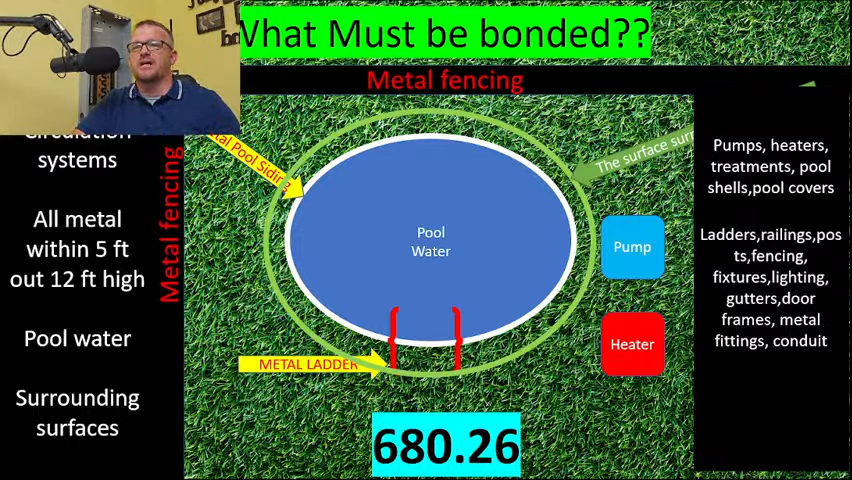 What Must be bonded??
Metal fencing
Circulation
systems
All metal
within 5 ft
out 12 ft high
Pool water
Surrounding
surfaces
Metal fencing
Pool Siding
The surface
Pool
Water
METAL LADDER
Pump
Heater
680.26
Pumps, heaters,
treatments, pool
shells,pool covers
Ladders,railings,pos
ts,fencing,
fixtures,lighting,
gutters,door
frames, metal
fittings, conduit